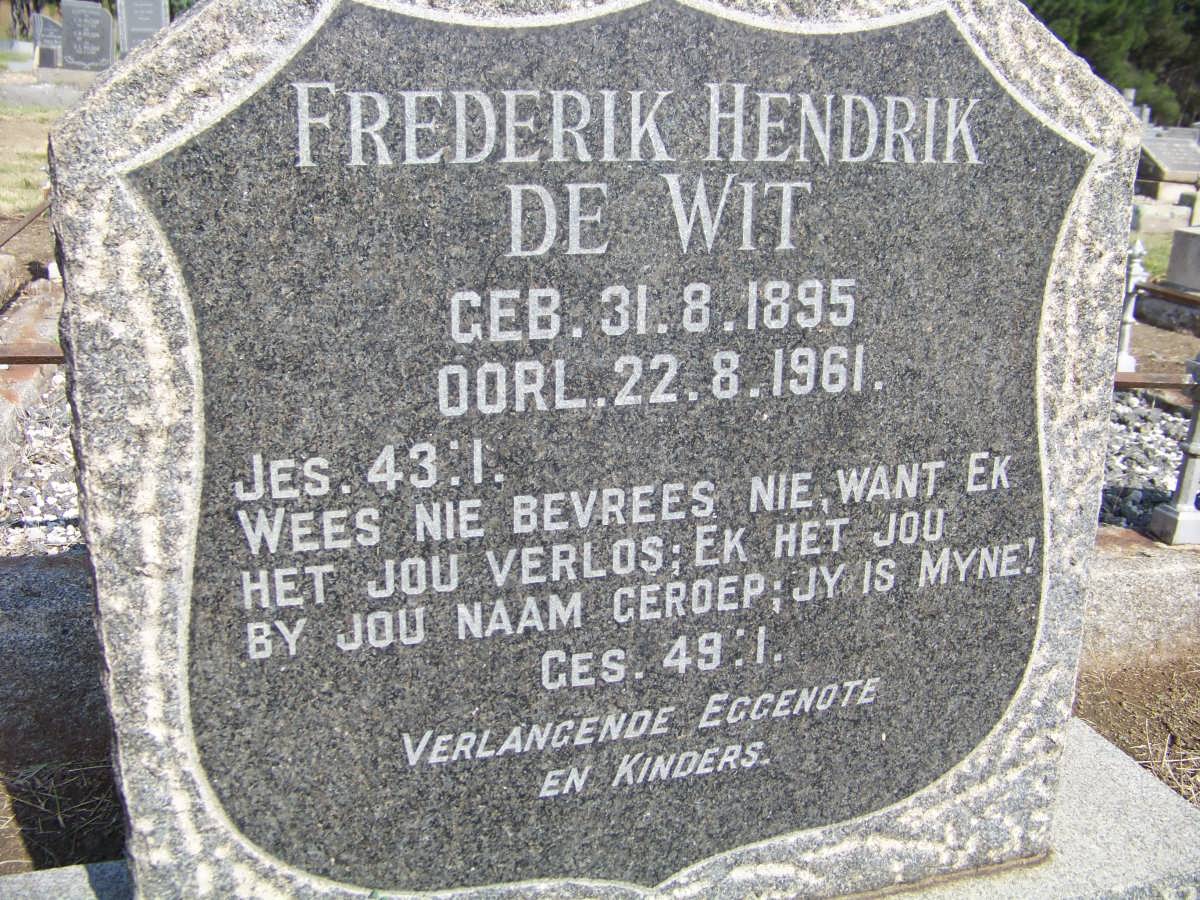 FREDERIK HENDRIK
DE WIT
GEB. 31. 8. 1895
OORL. 22. 8. 1961.
JES. 43:1.
WEES NIE BEVREES NIE, WANT EK
HET JOU VERLOS; EK HET JOU
BY JOU NAAM GEROEP; JY IS MYNE!
GES. 49:1.
VERLANGENDE EGGENOTE
EN KINDERS.